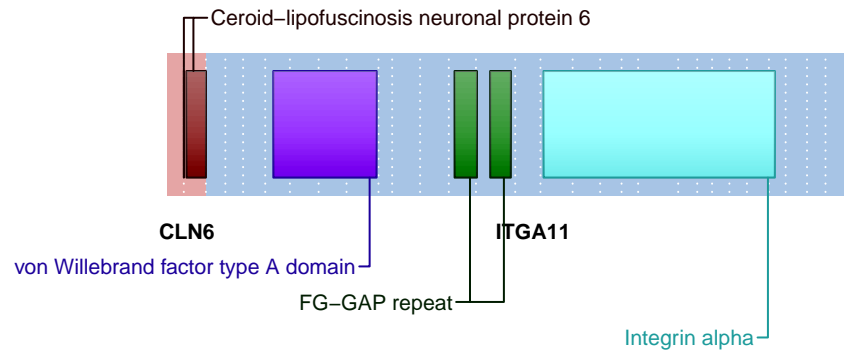 Ceroid–lipofuscinosis neuronal protein 6
CLN6
ITGA11
von Willebrand factor type A domain
FG–GAP repeat
Integrin alpha